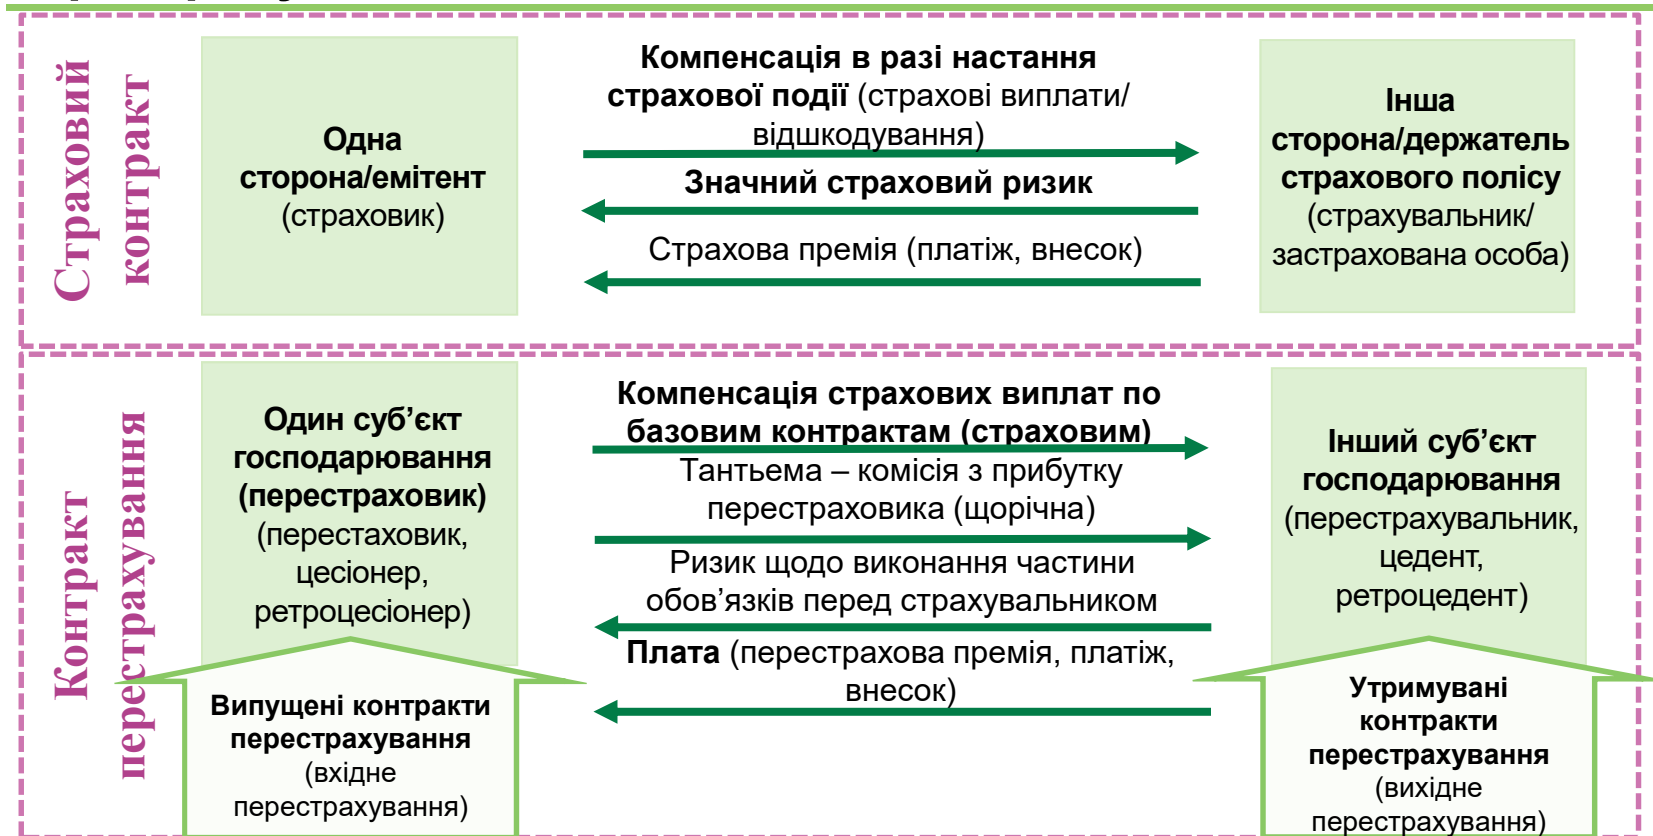 Страховий
контракт
Одна
сторона/емітент
(страховик)
Компенсація в разі настання
страхової події (страхові виплати/
відшкодування)
Значний страховий ризик
Страхова премія (платіж, внесок)
Інша
сторона/держатель
страхового полісу
(страхувальник/
застрахована особа)
Контракт
перестрахування
Один суб’єкт
господарювання
(перестраховик)
(перестаховик,
цесіонер,
ретроцесіонер)
Випущені контракти
перестрахування
(вхідне
перестрахування)
Компенсація страхових виплат по
базовим контрактам (страховим)
Тантьема – комісія з прибутку
перестраховика (щорічна)
Ризик щодо виконання частини
обов’язків перед страхувальником
Плата (перестрахова премія, платіж,
внесок)
Інший суб’єкт
господарювання
(перестрахувальник,
цедент,
ретроцедент)
Утримувані
контракти
перестрахування
(вихідне
перестрахування)